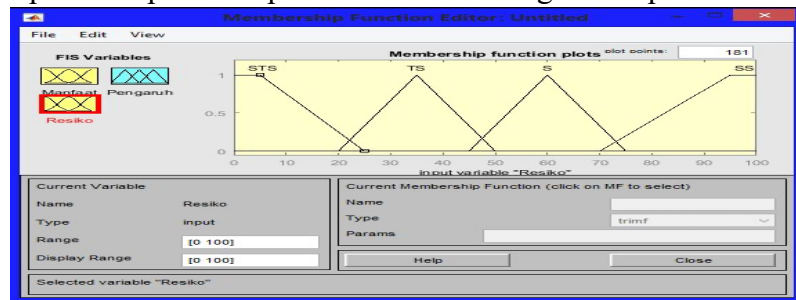 Membership Function Editor: Untitled
File Edit View
FIS Variables
Membership function plots
plot points: 181
Manfaat Pengaruh
Resiko
STS TS S SS
1
0.5
0
0 10 20 30 40 50 60 70 80 90 100
input variable "Resiko"
Current Variable
Name Resiko
Type input
Range [0 100]
Display Range [0 100]
Current Membership Function (click on MF to select)
Name
Type trimf
Params
Help Close
Selected variable "Resiko"